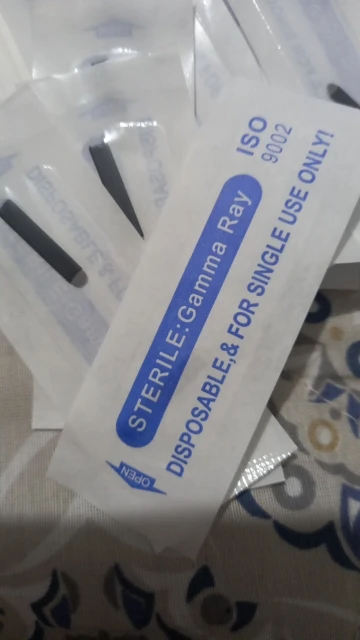 ISO
9002
STERILE:Gamma Ray
DISPOSABLE,& FOR SINGLE USE ONLY!
OPEN